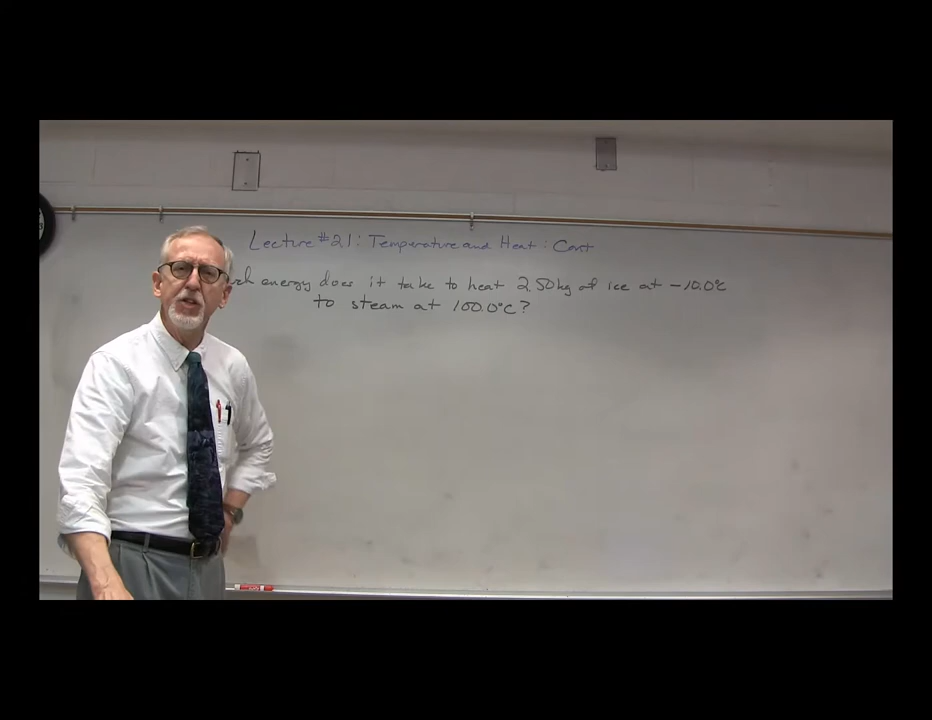 Lecture #21: Temperature and Heat: Cont
energy does it take to heat 2.50kg of ice at -10.0°C
to steam at 100.0°C?